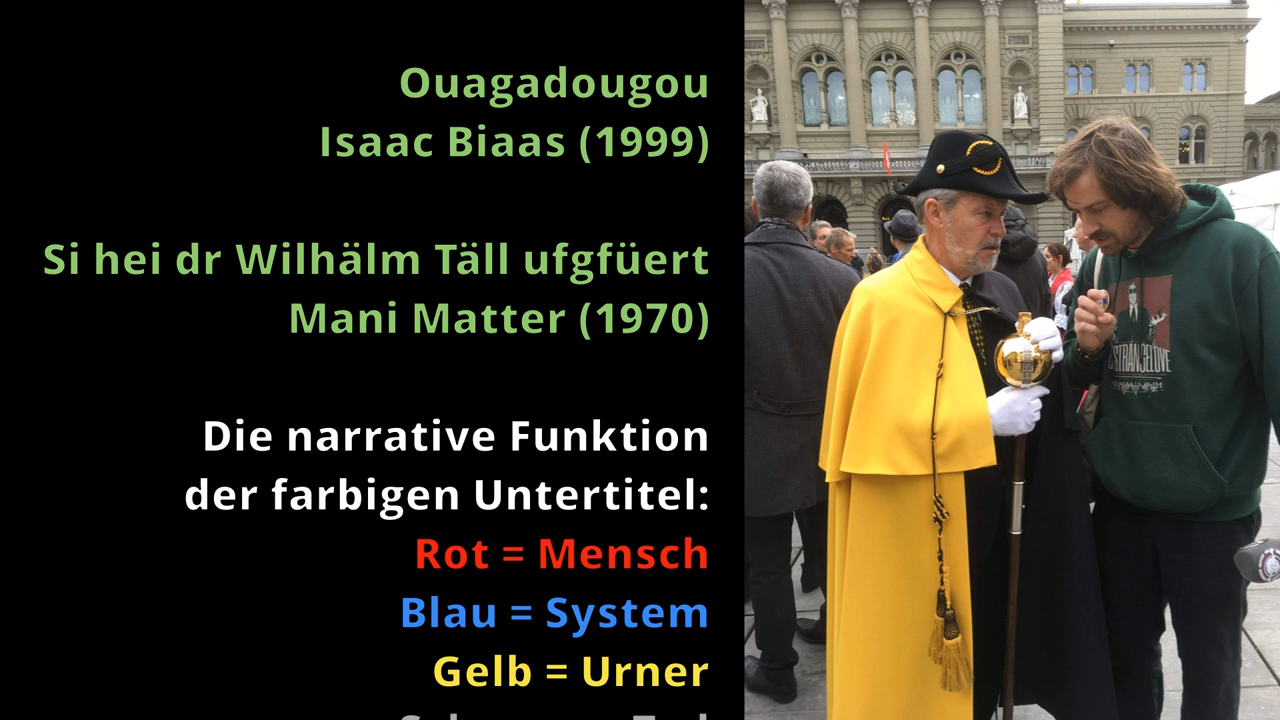 Ouagadougou
Isaac Biaas (1999)
Si hei dr Wilhälm Täll ufgfüert
Mani Matter (1970)
Die narrative Funktion
der farbigen Untertitel:
Rot = Mensch
Blau = System
Gelb = Urner
STRANGELOVE